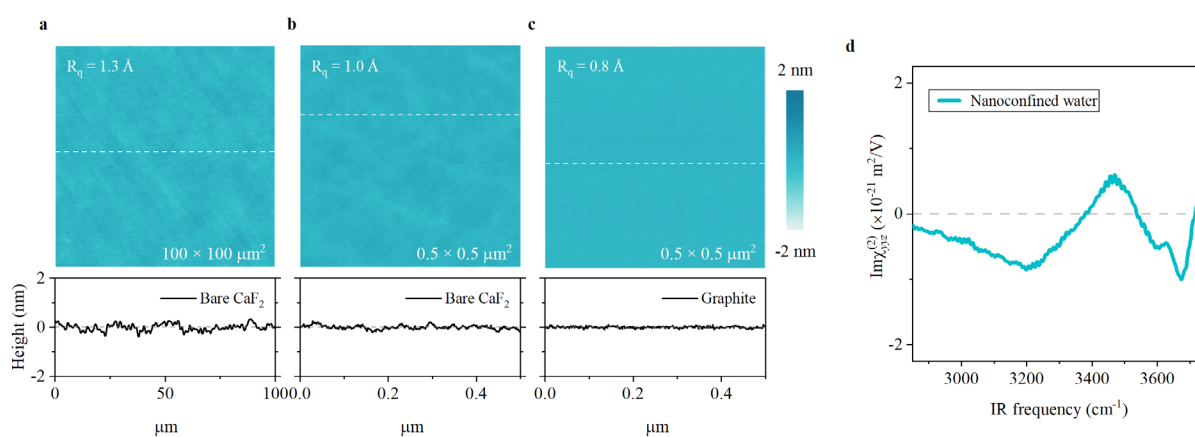 a
b
c
d
R_q = 1.3 Å
R_q = 1.0 Å
R_q = 0.8 Å
100 × 100 μm²
0.5 × 0.5 μm²
0.5 × 0.5 μm²
2 nm
-2 nm
Height (nm)
2
0
-2
Bare CaF₂
Bare CaF₂
Graphite
0
50
100
0.0
0.2
0.4
0.0
0.2
0.4
μm
μm
μm
Nanoconfined water
Imχ⁽²⁾_yyz (×10⁻²¹ m²/V)
2
0
-2
3000
3200
3400
3600
IR frequency (cm⁻¹)